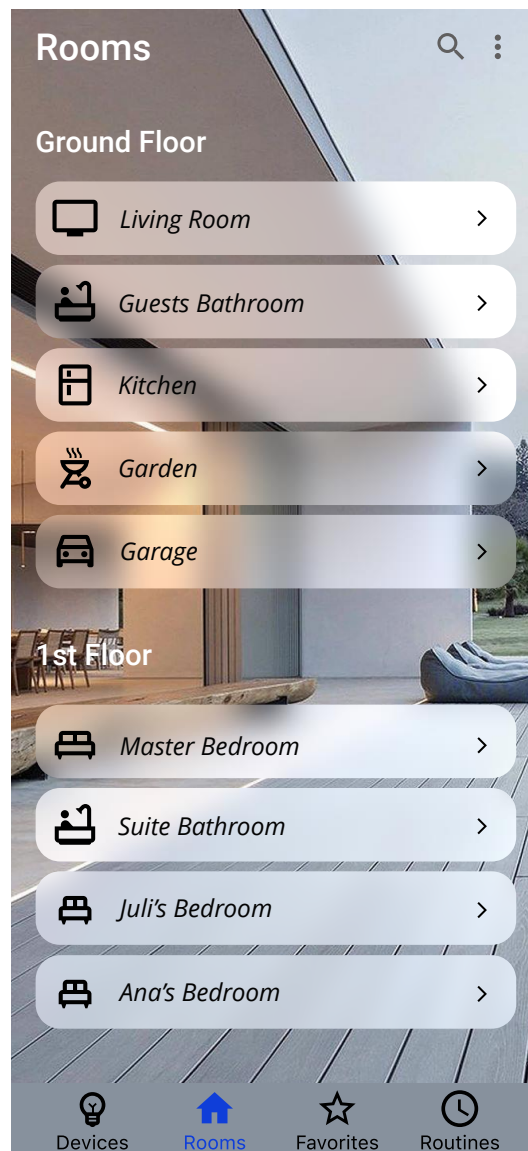 Rooms
Ground Floor
Living Room
Guests Bathroom
Kitchen
Garden
Garage
1st Floor
Master Bedroom
Suite Bathroom
Juli’s Bedroom
Ana’s Bedroom
Devices Rooms Favorites Routines